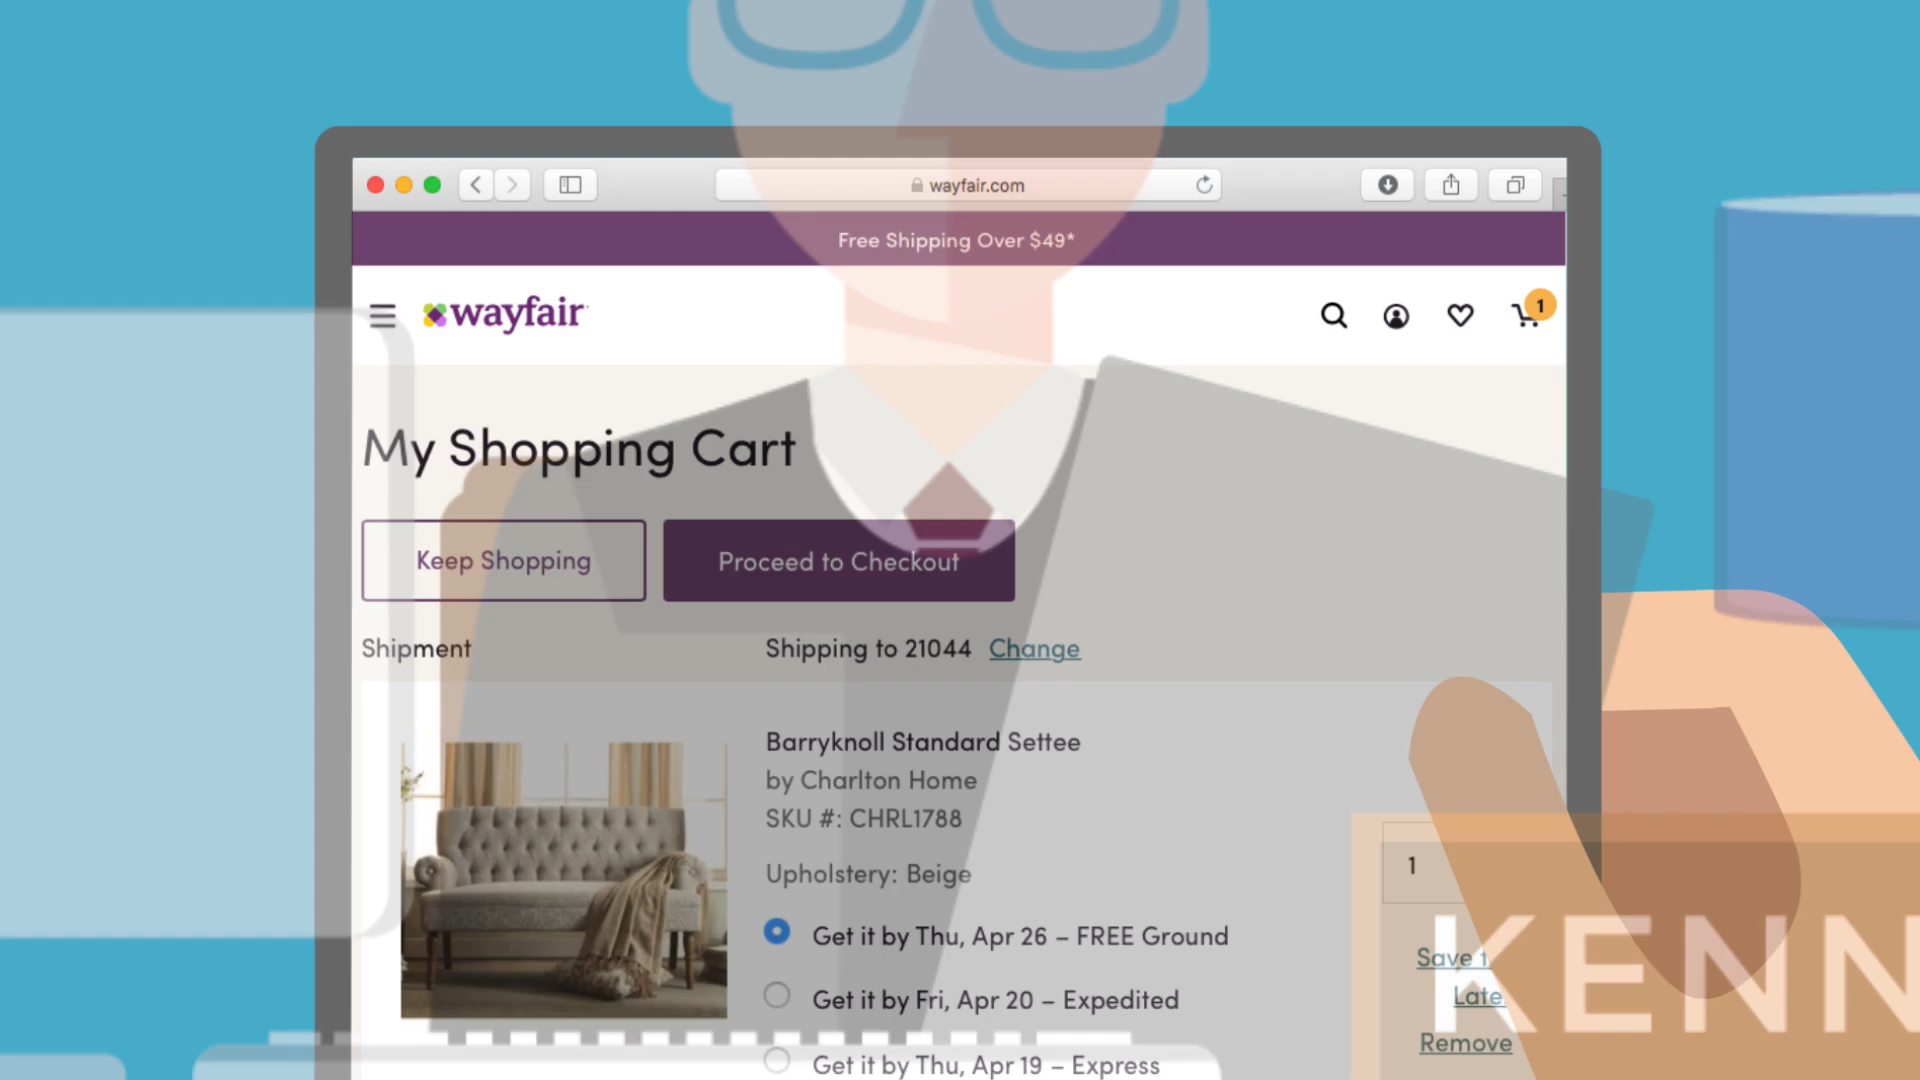 wayfair.com
Free Shipping Over $49*
wayfair
1
My Shopping Cart
Keep Shopping
Proceed to Checkout
Shipment
Shipping to 21044 Change
Barryknoll Standard Settee
by Charlton Home
SKU #: CHRL1788
Upholstery: Beige
1
Get it by Thu, Apr 26 – FREE Ground
Get it by Fri, Apr 20 – Expedited
Get it by Thu, Apr 19 – Express
Save
Late
Remove
KENN